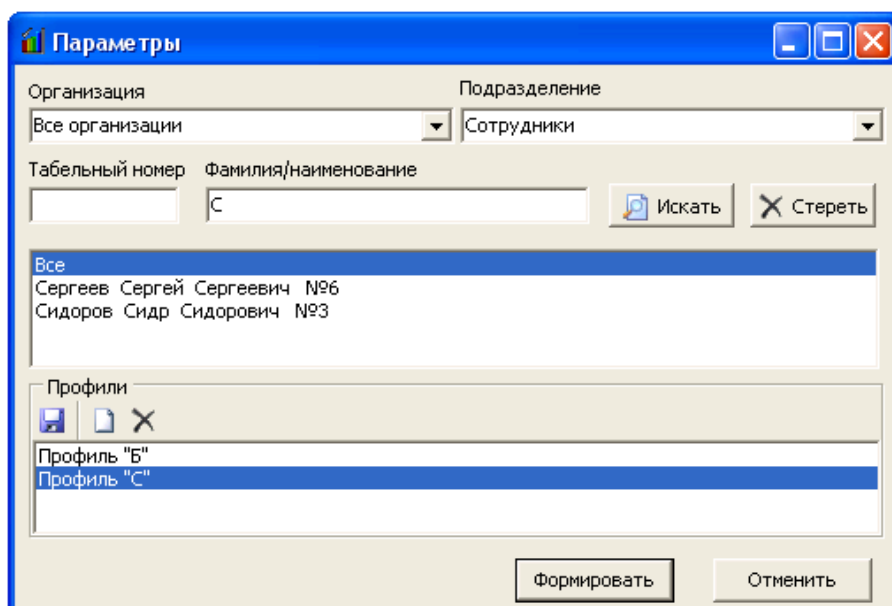 Параметры
Организация
Подразделение
Все организации
Сотрудники
Табельный номер
Фамилия/наименование
С
Искать
Стереть
Все
Сергеев Сергей Сергеевич №6
Сидоров Сидр Сидорович №3
Профили
Профиль "Б"
Профиль "С"
Формировать
Отменить